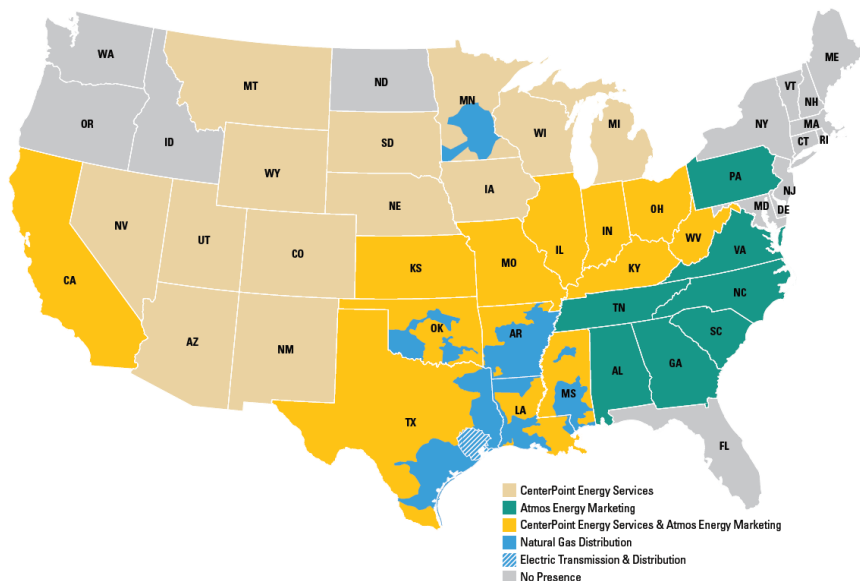 WA
MT
ND
MN
ME
VT
NH
OR
ID
SD
WI
MI
NY
MA
CT
RI
WY
IA
PA
NJ
NE
OH
MD
DE
NV
UT
CO
IL
IN
WV
VA
CA
KS
MO
KY
NC
TN
AZ
NM
OK
AR
SC
MS
AL
GA
TX
LA
FL
CenterPoint Energy Services
Atmos Energy Marketing
CenterPoint Energy Services & Atmos Energy Marketing
Natural Gas Distribution
Electric Transmission & Distribution
No Presence